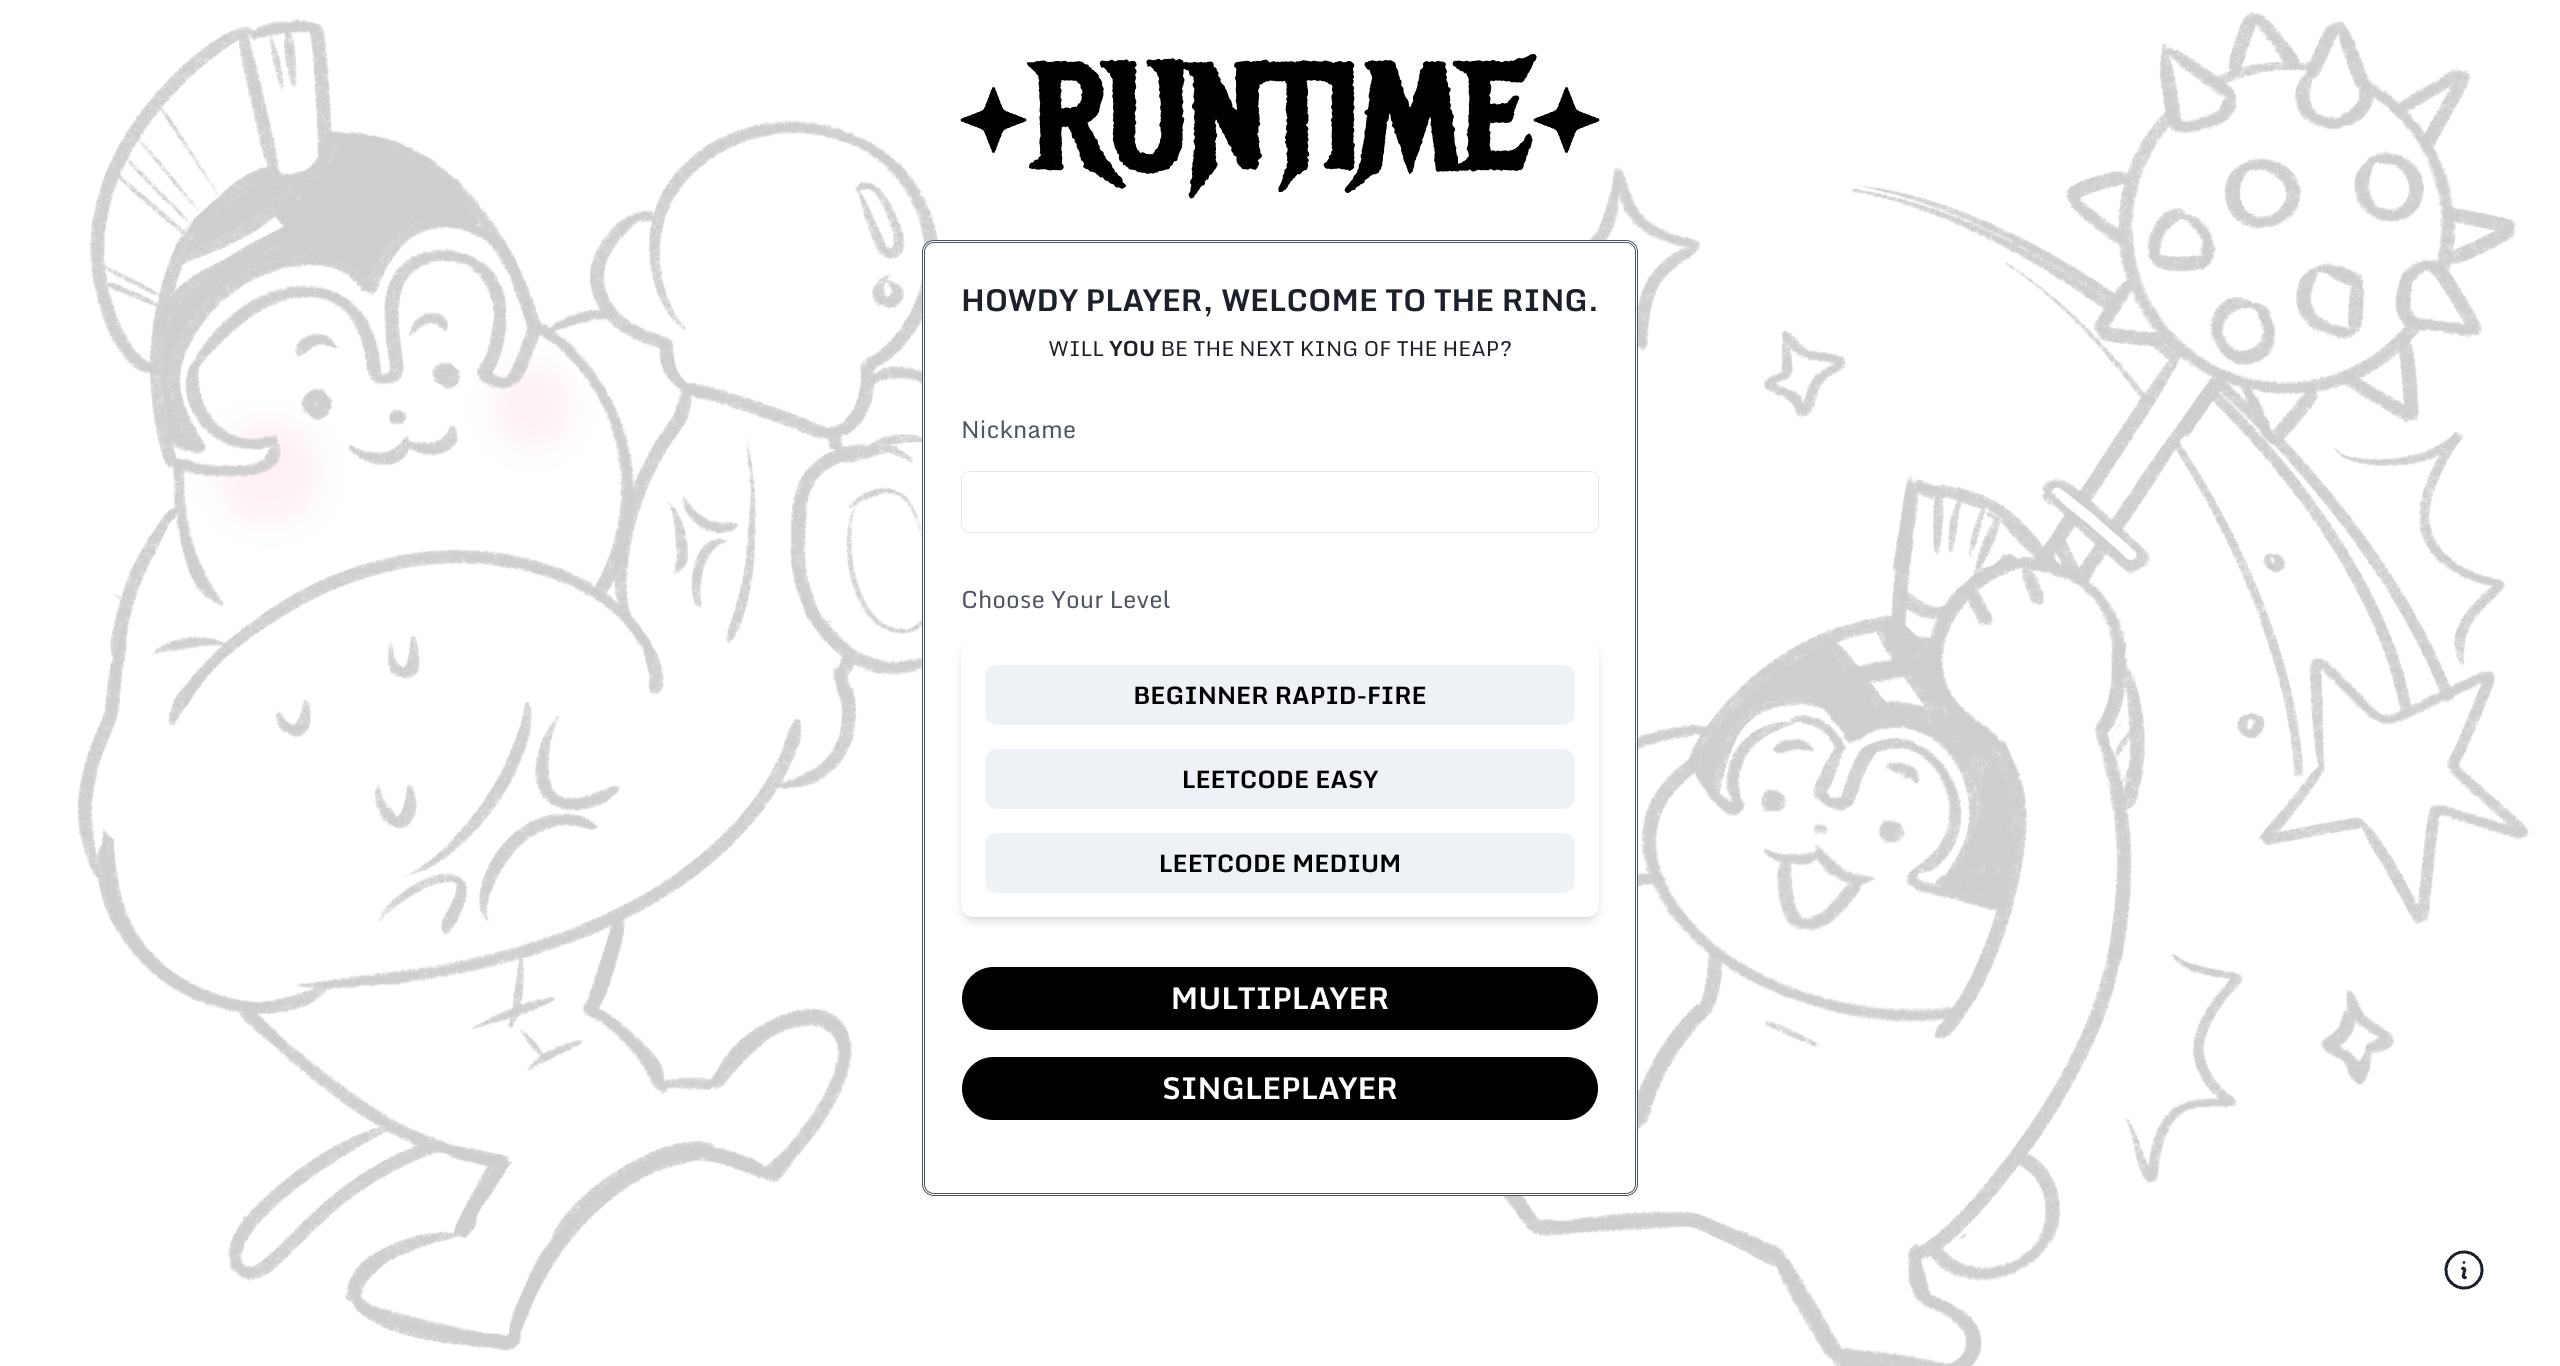 RUNTIME
HOWDY PLAYER, WELCOME TO THE RING.
WILL YOU BE THE NEXT KING OF THE HEAP?
Nickname
Choose Your Level
BEGINNER RAPID-FIRE
LEETCODE EASY
LEETCODE MEDIUM
MULTIPLAYER
SINGLEPLAYER